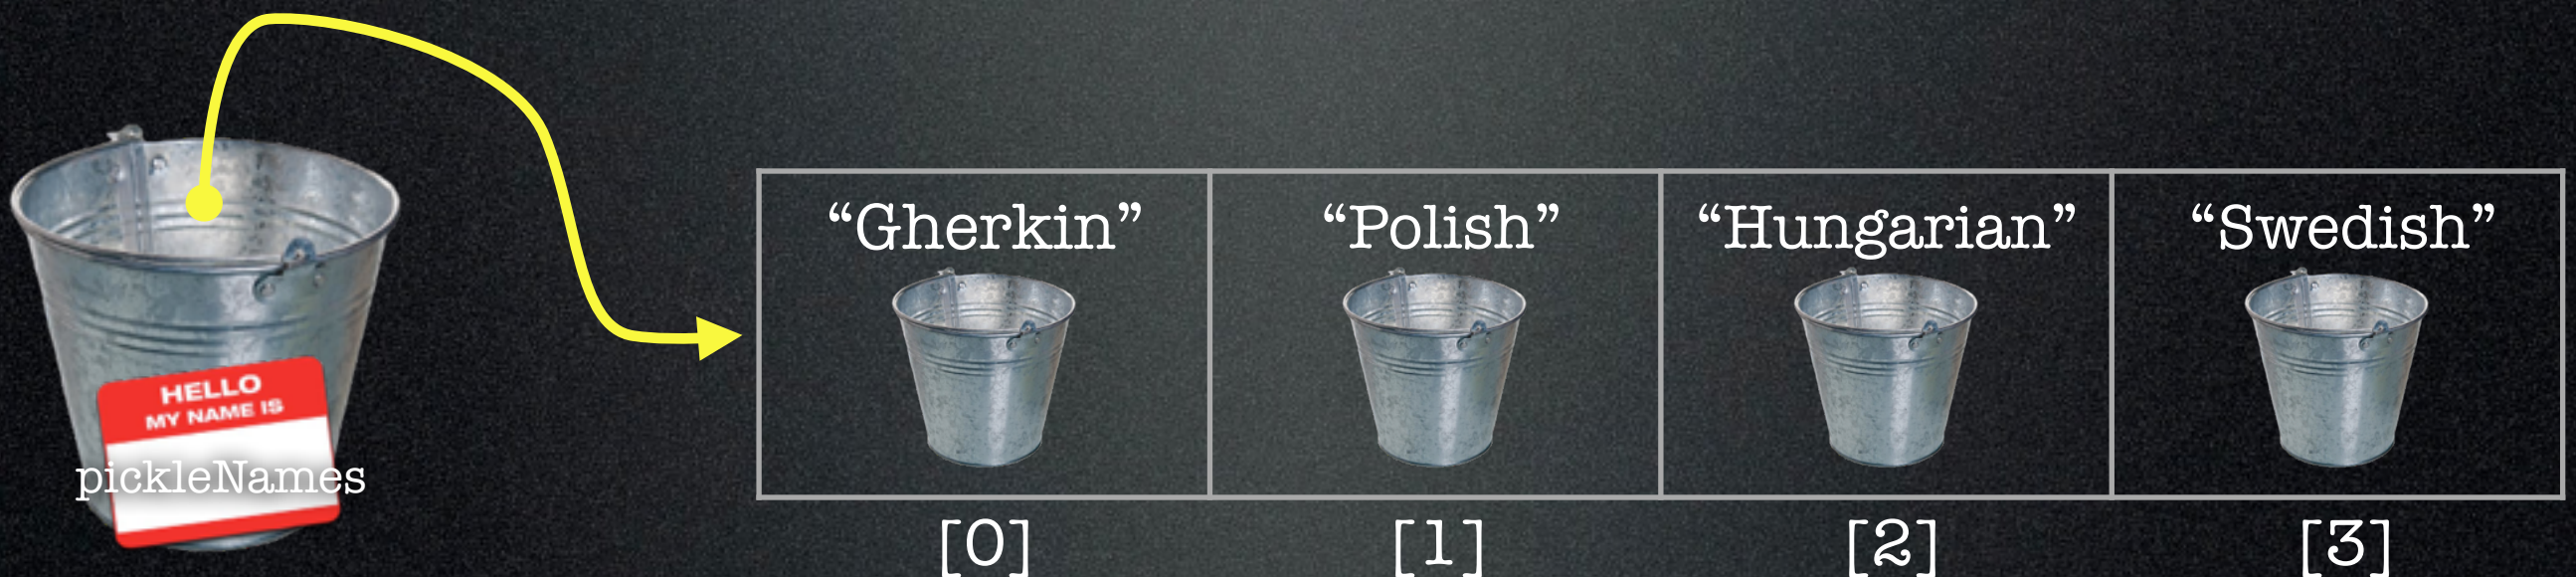 HELLO
MY NAME IS
pickleNames
“Gherkin” “Polish” “Hungarian” “Swedish”
[0] [1] [2] [3]